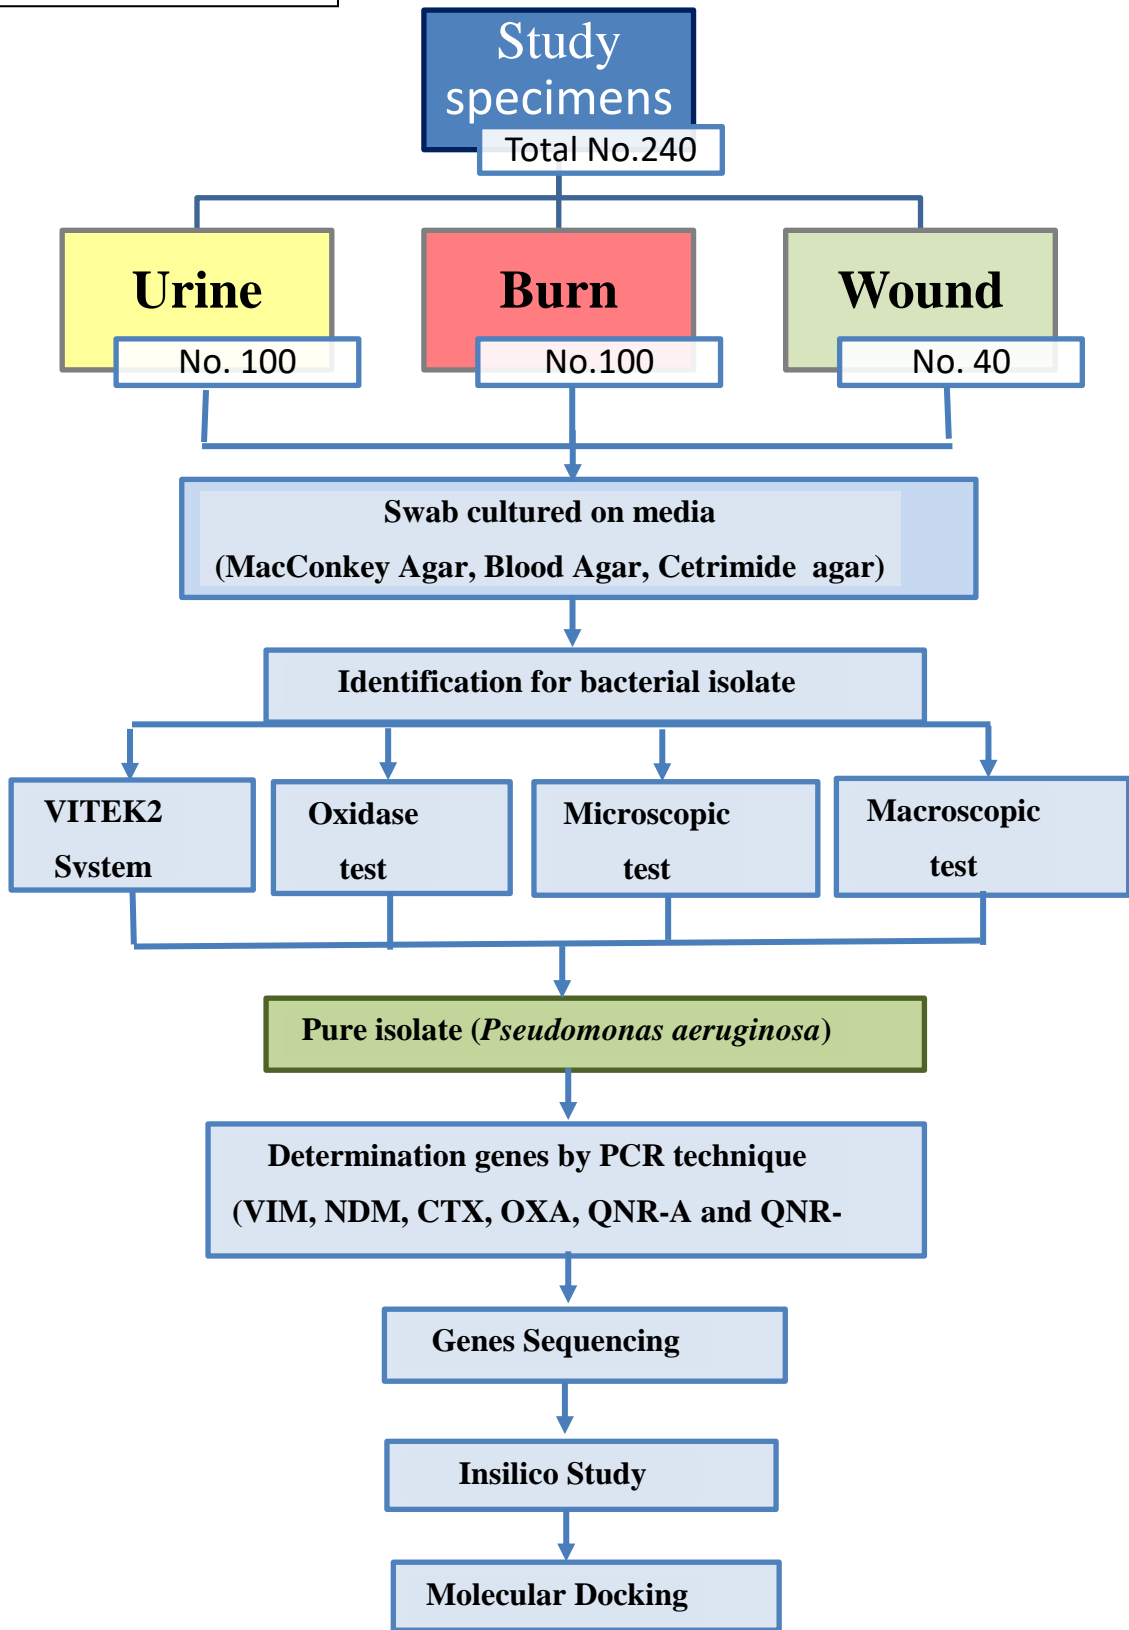 Study
specimens
Total No.240
Urine
No. 100
Burn
No.100
Wound
No. 40
Swab cultured on media
(MacConkey Agar, Blood Agar, Cetrimide agar)
Identification for bacterial isolate
VITEK2
System
Oxidase
test
Microscopic
test
Macroscopic
test
Pure isolate (Pseudomonas aeruginosa)
Determination genes by PCR technique
(VIM, NDM, CTX, OXA, QNR-A and QNR-
Genes Sequencing
Insilico Study
Molecular Docking